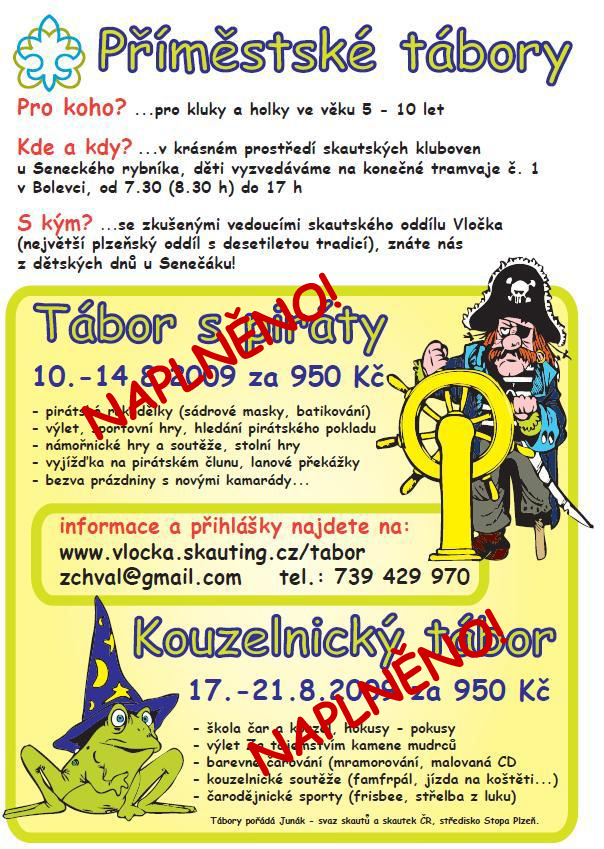 Příměstské tábory
Pro koho? ...pro kluky a holky ve věku 5 - 10 let
Kde a kdy? ...v krásném prostředí skautských kluboven
u Seneckého rybníka, děti vyzvedáváme na konečné tramvaje č. 1
v Bolevci, od 7.30 (8.30 h) do 17 h
S kým? ...se zkušenými vedoucími skautského oddílu Vločka
(největší plzeňský oddíl s desetiletou tradicí), znáte nás
z dětských dnů u Senečáku!
Tábor s piráty
NAPLNĚNO!
10.-14.8.2009 za 950 Kč
- pirátské rukodělky (sádrové masky, batikování)
- výlet, sportovní hry, hledání pirátského pokladu
- námořnické hry a soutěže, stolní hry
- vyjížďka na pirátském člunu, lanové překážky
- bezva prázdniny s novými kamarády...
informace a přihlášky najdete na:
www.vlocka.skauting.cz/tabor
zchval@gmail.com tel.: 739 429 970
Kouzelnický tábor
NAPLNĚNO!
17.-21.8.2009 za 950 Kč
- škola čar a kouzel, hókusy - pokusy
- výlet Za tajemstvím kamene mudrců
- barevné čarování (mramorování, malovaná CD
- kouzelnické soutěže (famfrpál, jízda na koštěti...)
- čarodějnické sporty (frisbee, střelba z luku)
Tábory pořádá Junák - svaz skautů a skautek ČR, středisko Stopa Plzeň.